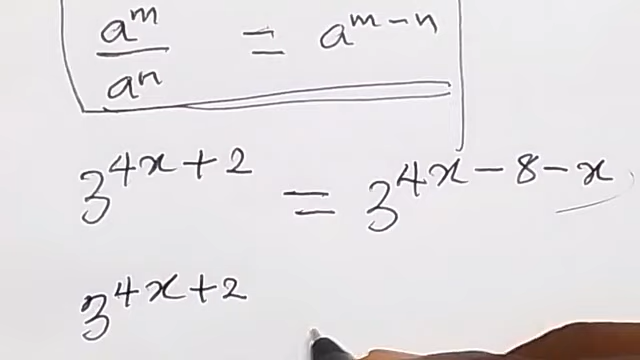 a^m / a^n = a^{m-n}
3^{4x+2} = 3^{4x-8-x}
3^{4x+2}